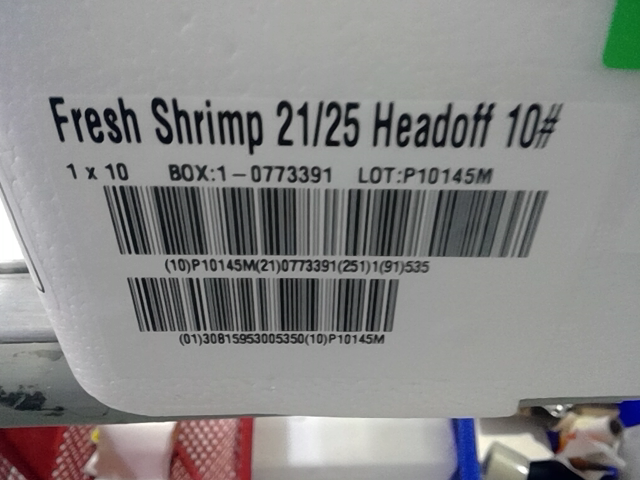 Fresh Shrimp 21/25 Headoff 10#
1 x 10 BOX:1-0773391 LOT:P10145M
(10)P10145M(21)0773391(251)1(91)535
(01)30815953005350(10)P10145M